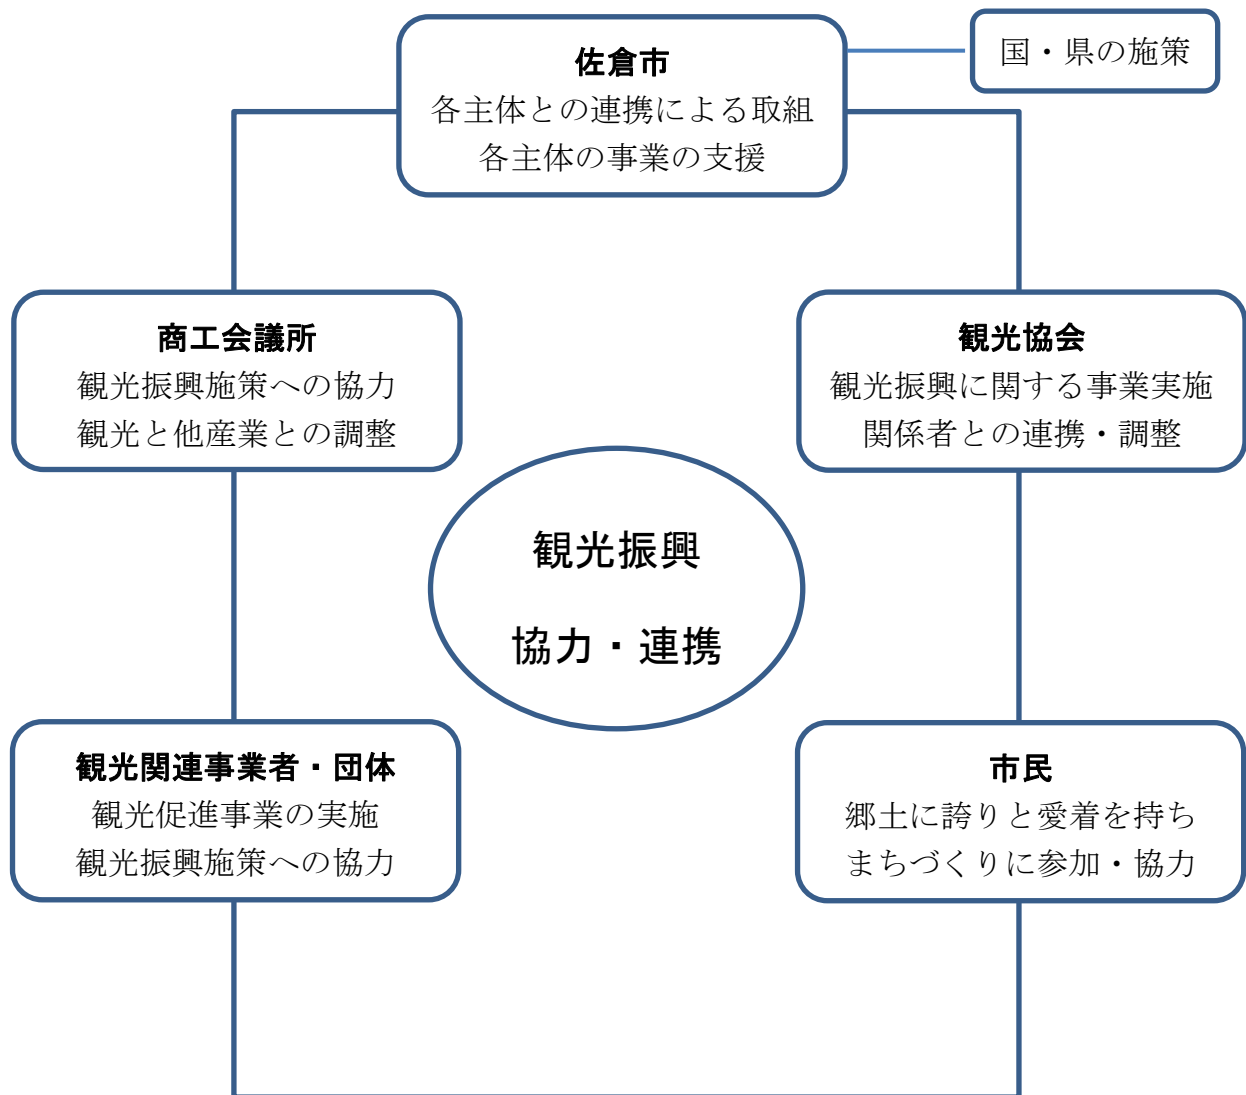 佐倉市
各主体との連携による取組
各主体の事業の支援
国・県の施策
商工会議所
観光振興施策への協力
観光と他産業との調整
観光協会
観光振興に関する事業実施
関係者との連携・調整
観光振興
協力・連携
観光関連事業者・団体
観光促進事業の実施
観光振興施策への協力
市民
郷土に誇りと愛着を持ち
まちづくりに参加・協力